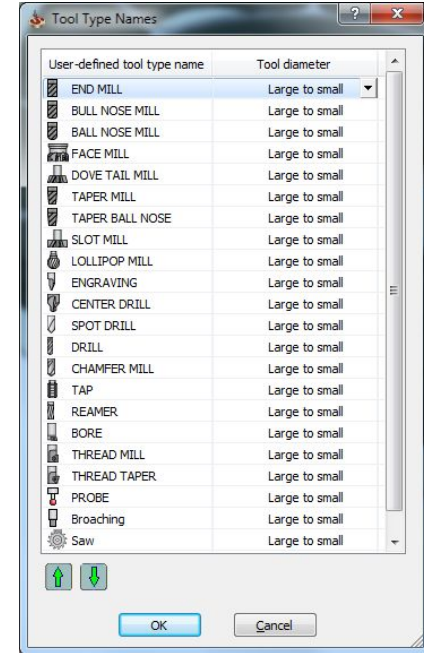 Tool Type Names
User-defined tool type name Tool diameter
END MILL Large to small
BULL NOSE MILL Large to small
BALL NOSE MILL Large to small
FACE MILL Large to small
DOVE TAIL MILL Large to small
TAPER MILL Large to small
TAPER BALL NOSE Large to small
SLOT MILL Large to small
LOLLIPOP MILL Large to small
ENGRAVING Large to small
CENTER DRILL Large to small
SPOT DRILL Large to small
DRILL Large to small
CHAMFER MILL Large to small
TAP Large to small
REAMER Large to small
BORE Large to small
THREAD MILL Large to small
THREAD TAPER Large to small
PROBE Large to small
Broaching Large to small
Saw Large to small
OK Cancel